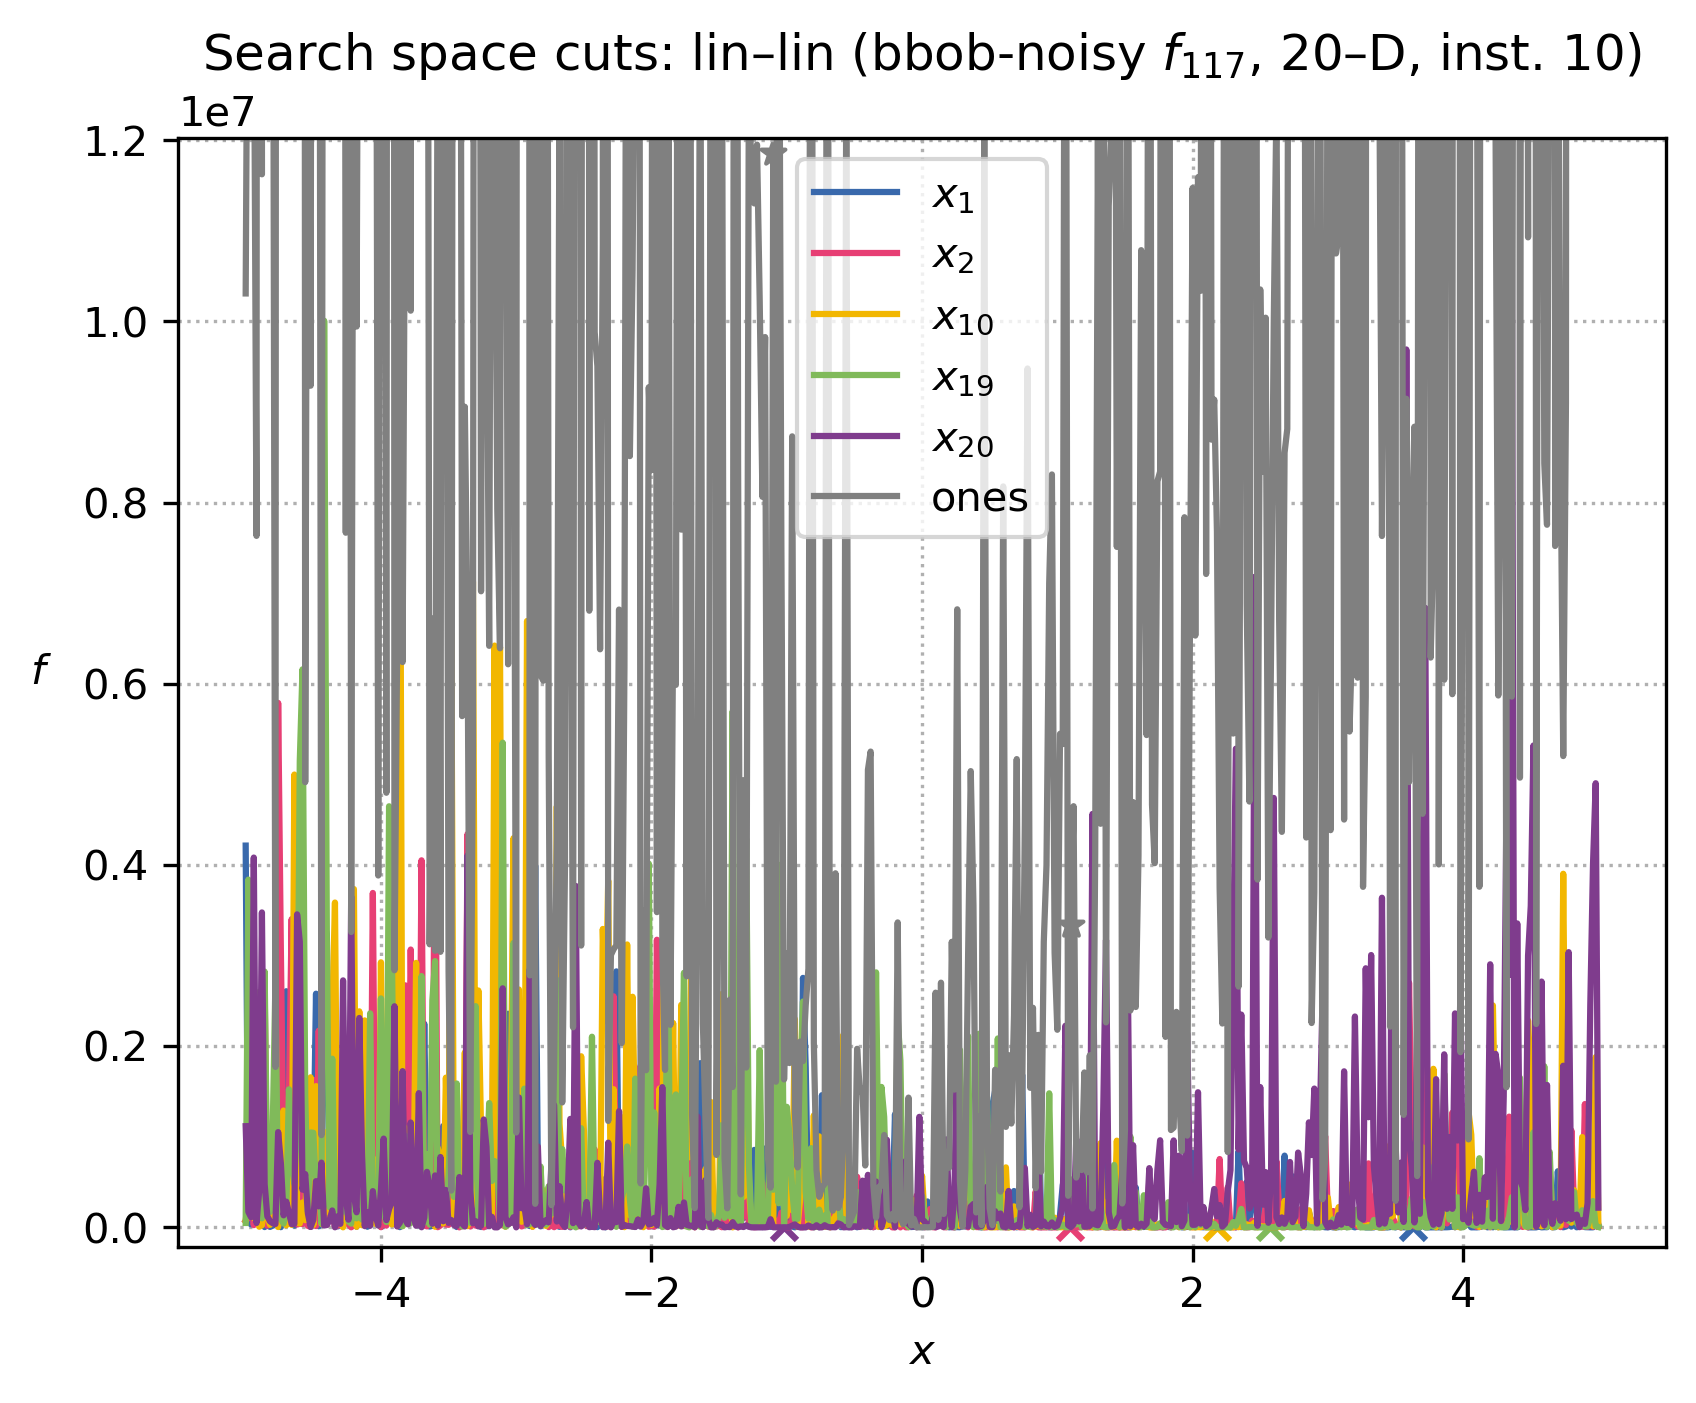 Search space cuts: lin–lin (bbob-noisy f₁₁₇, 20–D, inst. 10)
1e7
1.2
1.0
0.8
0.6
0.4
0.2
0.0
f
x₁
x₂
x₁₀
x₁₉
x₂₀
ones
−4
−2
0
2
4
x